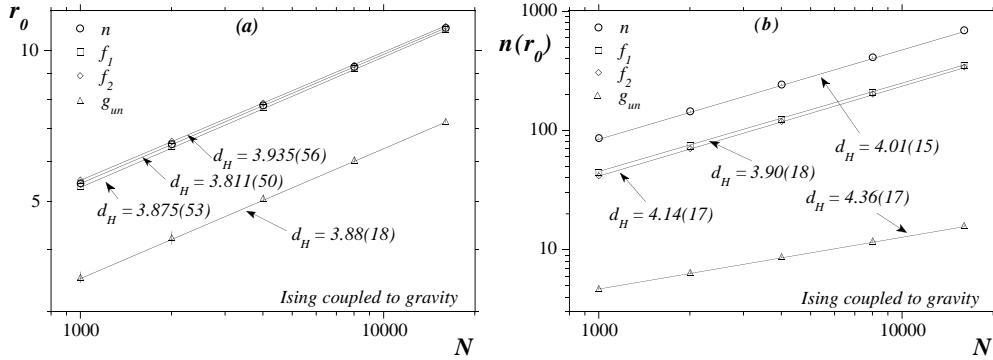 r0
(a)
n
f1
f2
gun
10
5
dH = 3.935(56)
dH = 3.811(50)
dH = 3.875(53)
dH = 3.88(18)
Ising coupled to gravity
1000
10000
N
n(r0)
(b)
n
f1
f2
gun
1000
100
10
dH = 4.01(15)
dH = 3.90(18)
dH = 4.36(17)
dH = 4.14(17)
Ising coupled to gravity
1000
10000
N